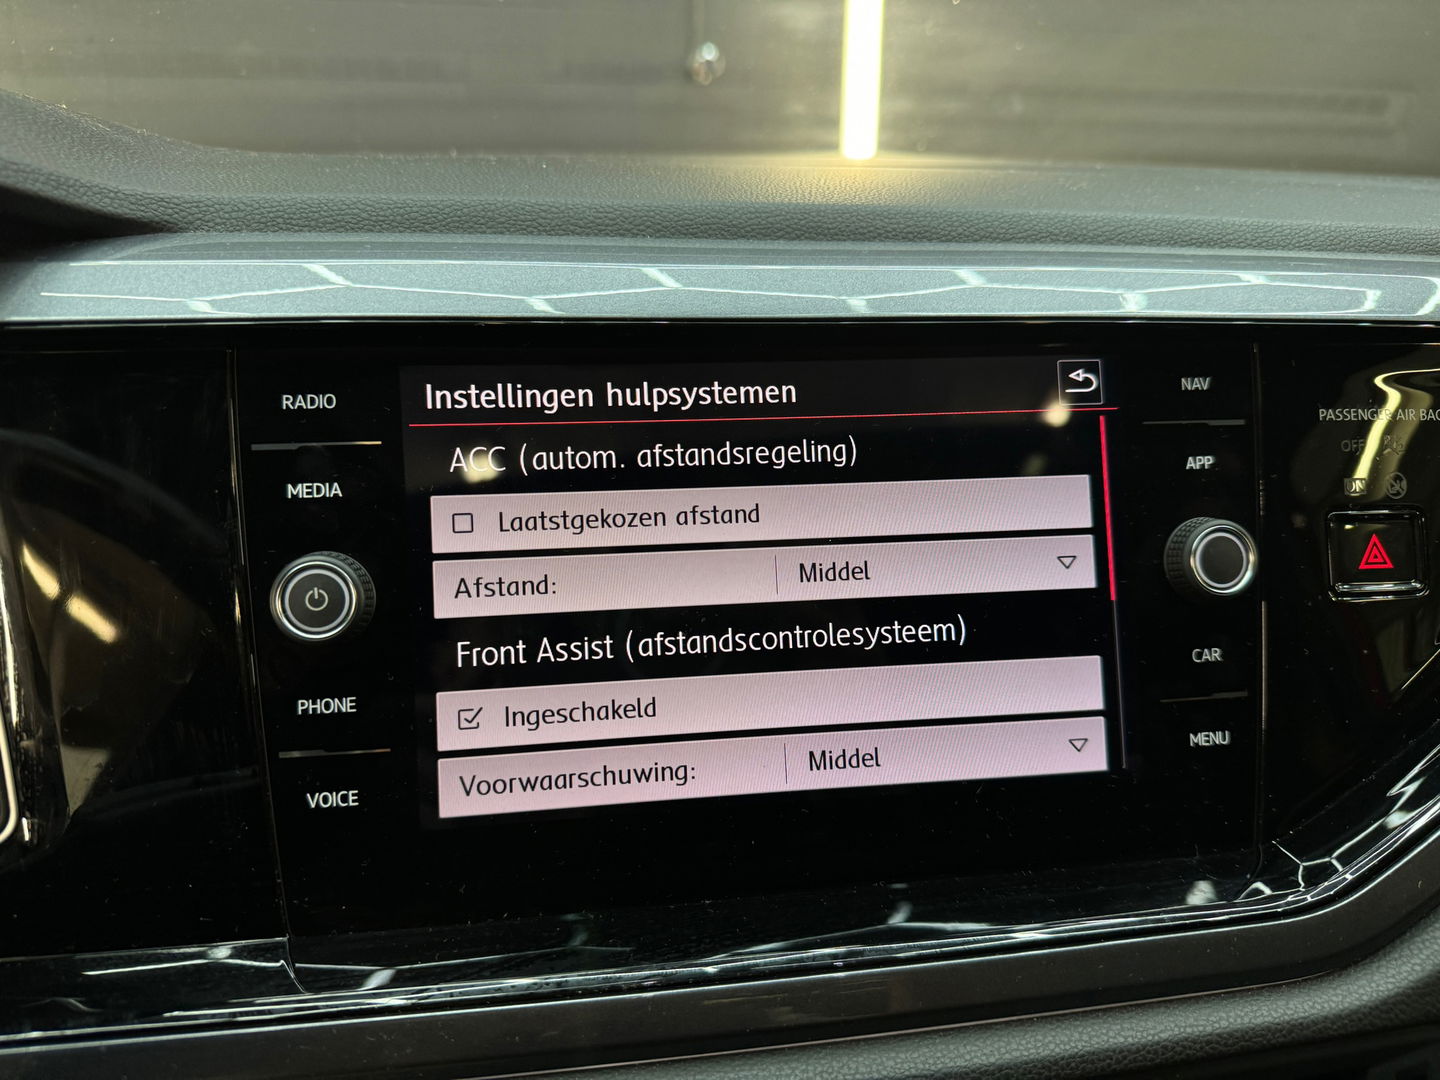 Instellingen hulpsystemen
ACC (autom. afstandsregeling)
Laatstgekozen afstand
Afstand: Middel
Front Assist (afstandscontrolesysteem)
Ingeschakeld
Voorwaarschuwing: Middel
RADIO
MEDIA
PHONE
VOICE
NAV
APP
CAR
MENU
PASSENGER AIR BAG
OFF
ON